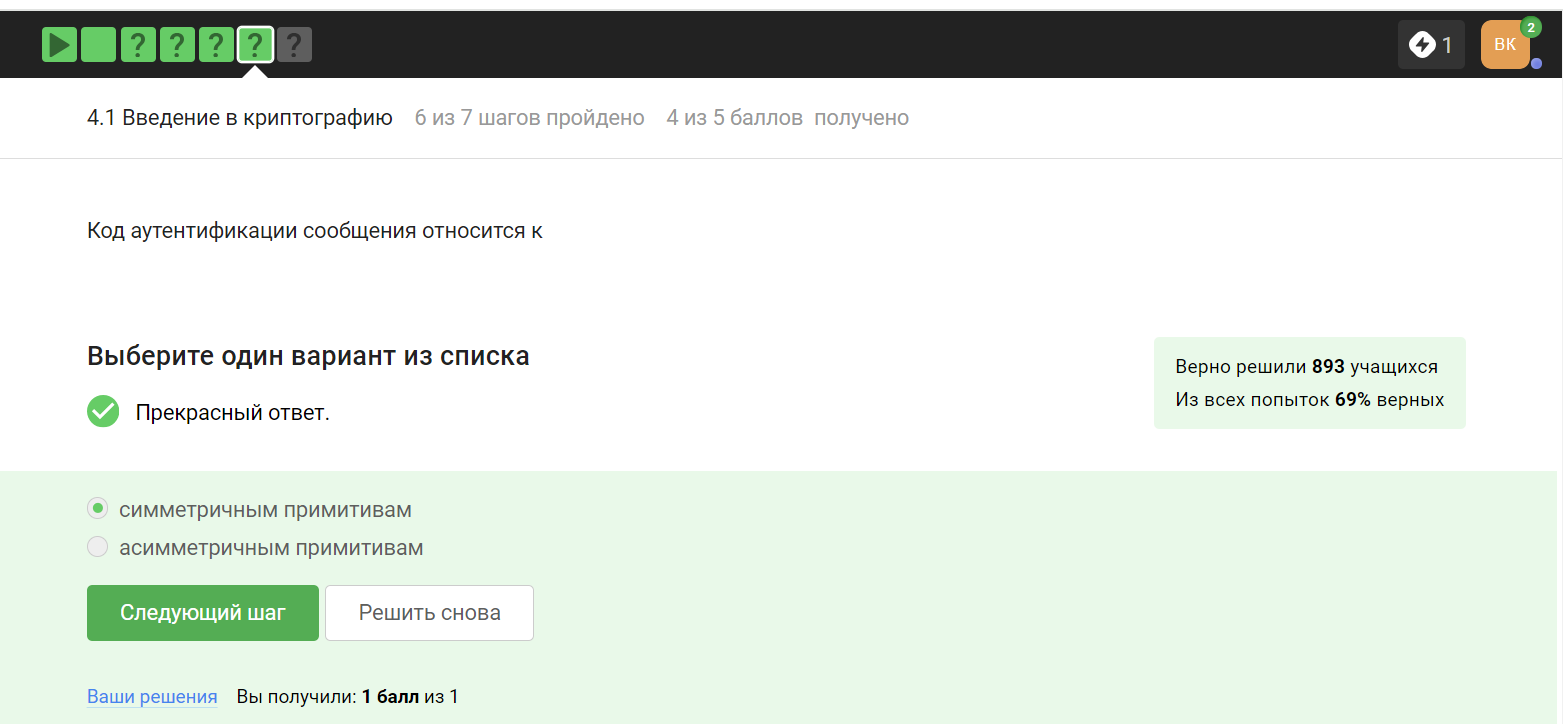 ? ? ? ? ? 1 ВК 2
4.1 Введение в криптографию 6 из 7 шагов пройдено 4 из 5 баллов получено
Код аутентификации сообщения относится к
Выберите один вариант из списка
Прекрасный ответ.
Верно решили 893 учащихся
Из всех попыток 69% верных
симметричным примитивам
асимметричным примитивам
Следующий шаг Решить снова
Ваши решения Вы получили: 1 балл из 1